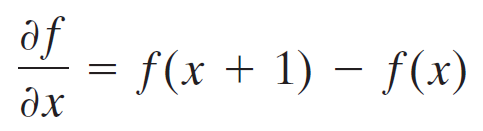 ∂f/∂x = f(x + 1) − f(x)